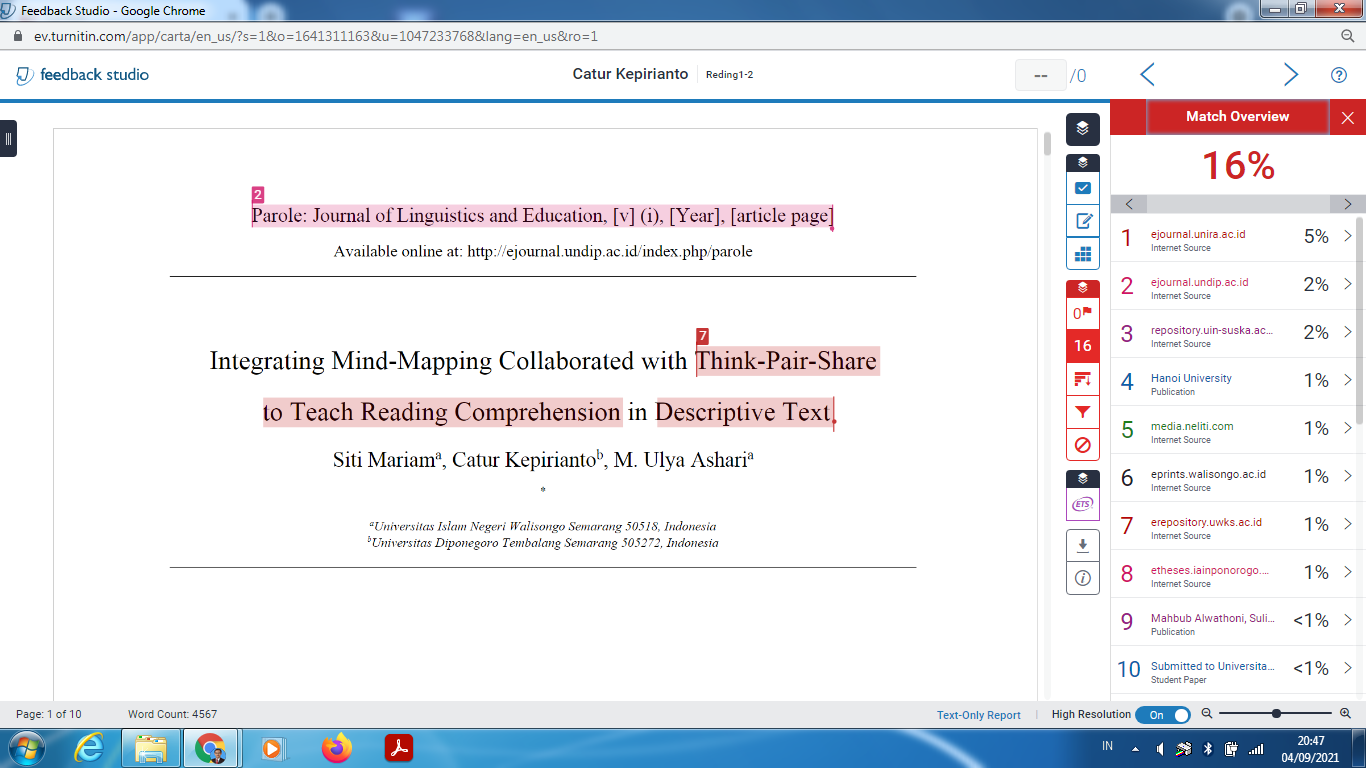 Feedback Studio - Google Chrome
ev.turnitin.com/app/carta/en_us/?s=1&o=1641311163&u=1047233768&lang=en_us&ro=1
feedback studio
Catur Kepirianto Reding1-2
-- /0
?
Match Overview
16%
2
Parole: Journal of Linguistics and Education, [v] (i), [Year], [article page]
Available online at: http://ejournal.undip.ac.id/index.php/parole
7
Integrating Mind-Mapping Collaborated with Think-Pair-Share
to Teach Reading Comprehension in Descriptive Text
Siti Mariamᵃ, Catur Kepiriantoᵇ, M. Ulya Ashariᵃ
*
ᵃUniversitas Islam Negeri Walisongo Semarang 50518, Indonesia
ᵇUniversitas Diponegoro Tembalang Semarang 505272, Indonesia
0
16
ETS
1 ejournal.unira.ac.id 5%
Internet Source
2 ejournal.undip.ac.id 2%
Internet Source
3 repository.uin-suska.ac... 2%
Internet Source
4 Hanoi University 1%
Publication
5 media.neliti.com 1%
Internet Source
6 eprints.walisongo.ac.id 1%
Internet Source
7 erepository.uwks.ac.id 1%
Internet Source
8 etheses.iainponorogo.... 1%
Internet Source
9 Mahbub Alwathoni, Suli... <1%
Publication
10 Submitted to Universita... <1%
Student Paper
Page: 1 of 10 Word Count: 4567 Text-Only Report High Resolution On
IN 20:47
04/09/2021